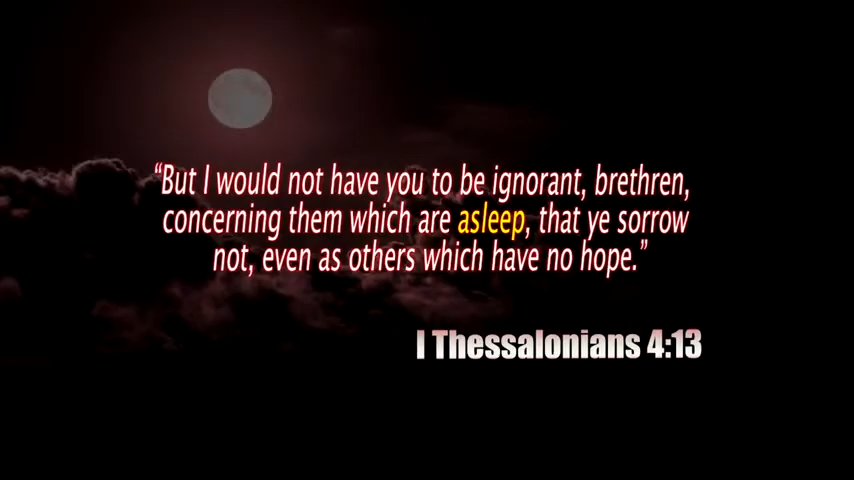 “But I would not have you to be ignorant, brethren,
concerning them which are asleep, that ye sorrow
not, even as others which have no hope.”
I Thessalonians 4:13